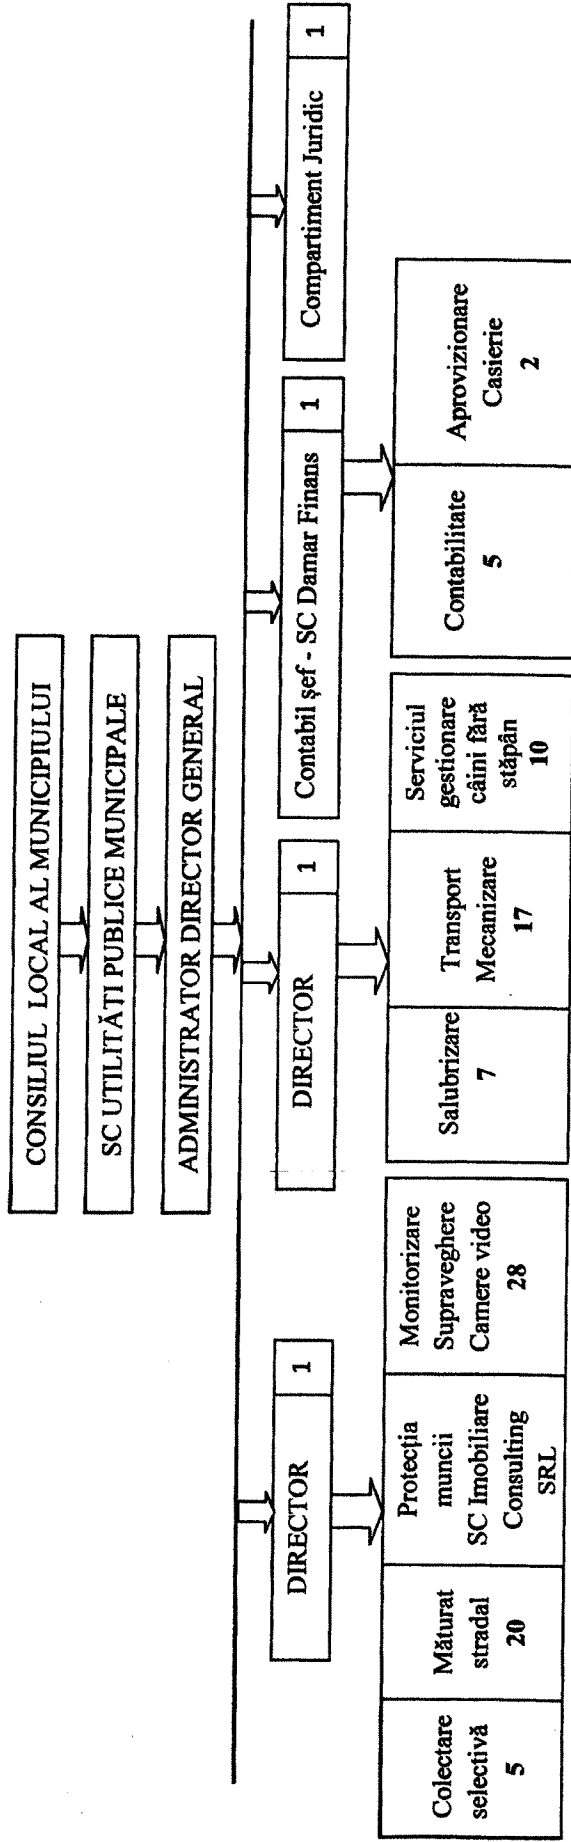 CONSILIUL LOCAL AL MUNICIPIULUI
SC UTILITĂŢI PUBLICE MUNICIPALE
ADMINISTRATOR DIRECTOR GENERAL
DIRECTOR
1
DIRECTOR
1
Contabil şef - SC Damar Finans
1
Compartiment Juridic
1
Colectare
selectivă
5
Măturat
stradal
20
Protecţia
muncii
SC Imobiliare
Consulting
SRL
Monitorizare
Supraveghere
Camere video
28
Salubrizare
7
Transport
Mecanizare
17
Serviciul
gestionare
câini fără
stăpân
10
Contabilitate
5
Aprovizionare
Casierie
2